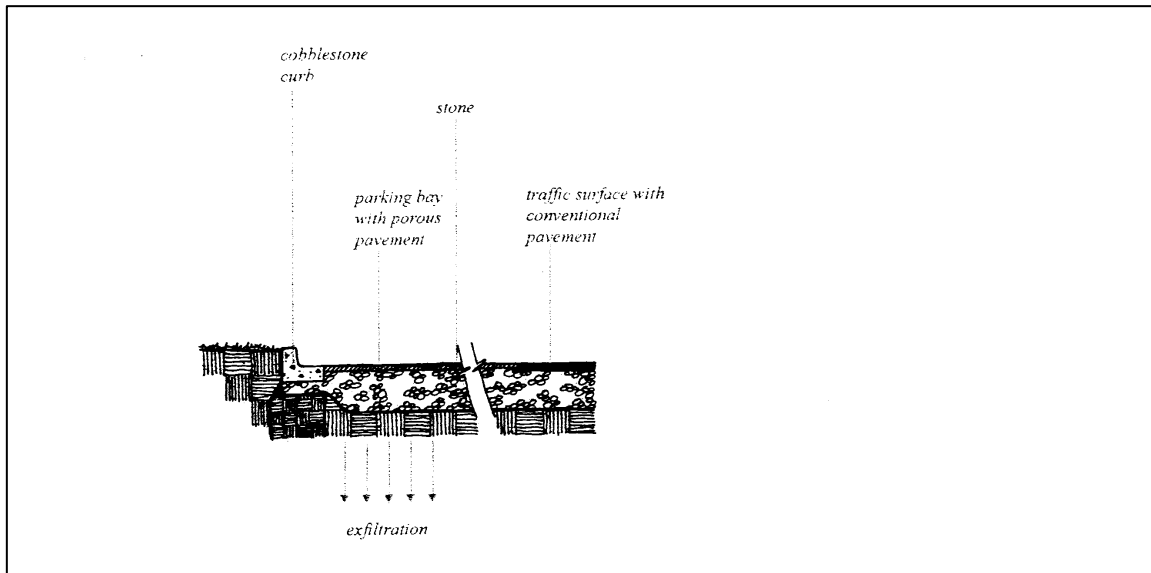 cobblestone
curb
stone
parking bay
with porous
pavement
traffic surface with
conventional
pavement
exfiltration